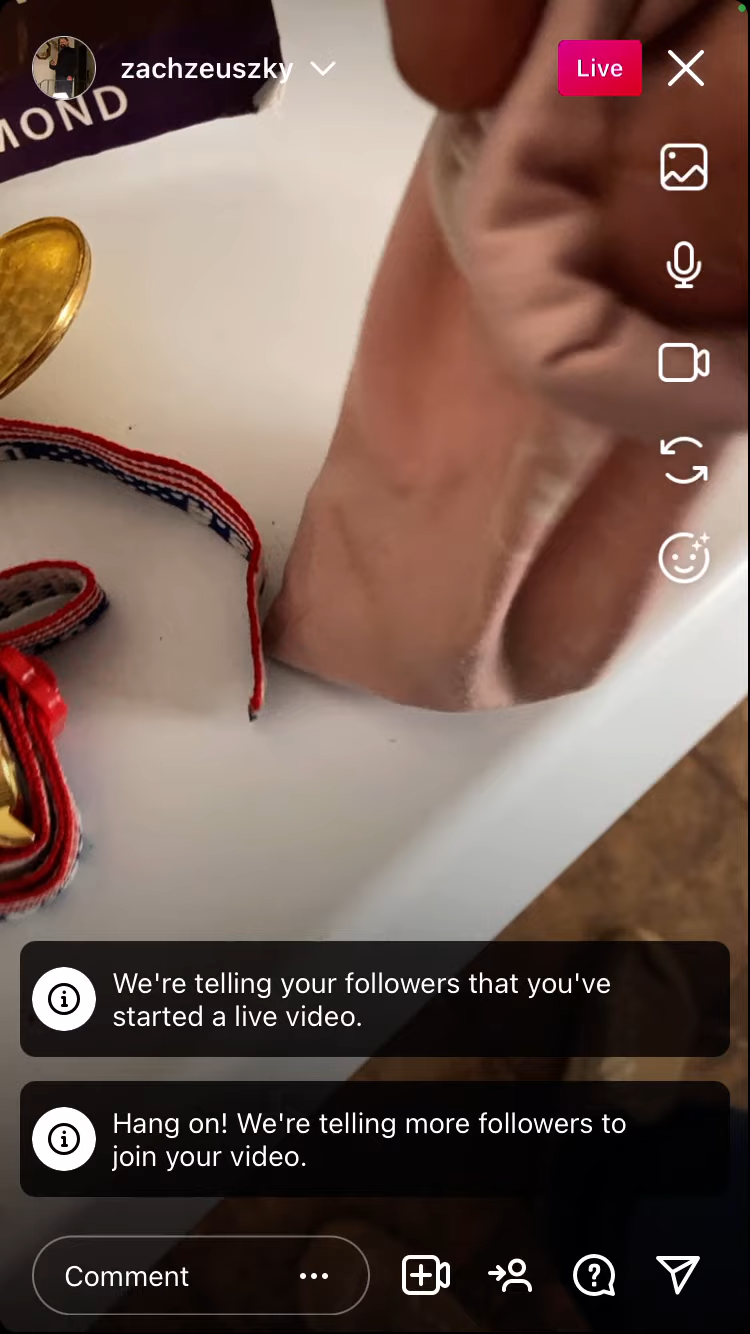 zachzeuszky
Live
MOND
We're telling your followers that you've
started a live video.
Hang on! We're telling more followers to
join your video.
Comment